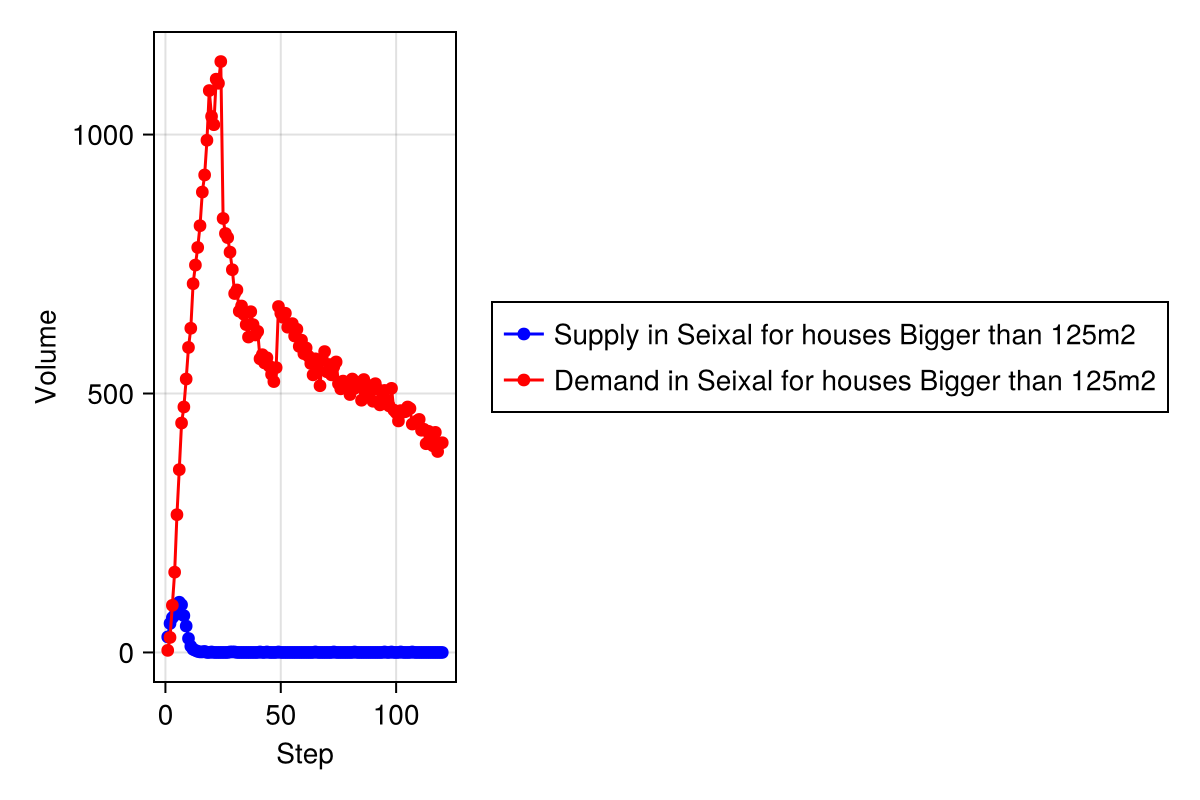 1000
500
0
Volume
0 50 100
Step
Supply in Seixal for houses Bigger than 125m2
Demand in Seixal for houses Bigger than 125m2